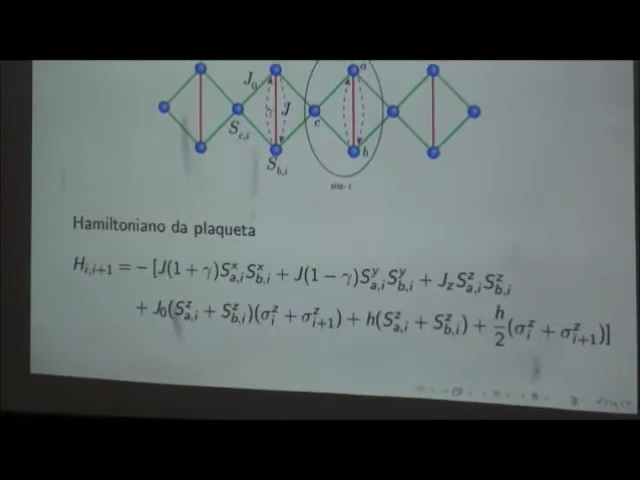 a
J₀
γ
J
c
S_{c,i}
b
S_{b,i}
Hamiltoniano da plaqueta
H_{i,i+1} = − [J(1 + γ)S^x_{a,i}S^x_{b,i} + J(1 − γ)S^y_{a,i}S^y_{b,i} + J_zS^z_{a,i}S^z_{b,i}
+ J₀(S^z_{a,i} + S^z_{b,i})(σ^z_i + σ^z_{i+1}) + h(S^z_{a,i} + S^z_{b,i}) + h/2(σ^z_i + σ^z_{i+1})]